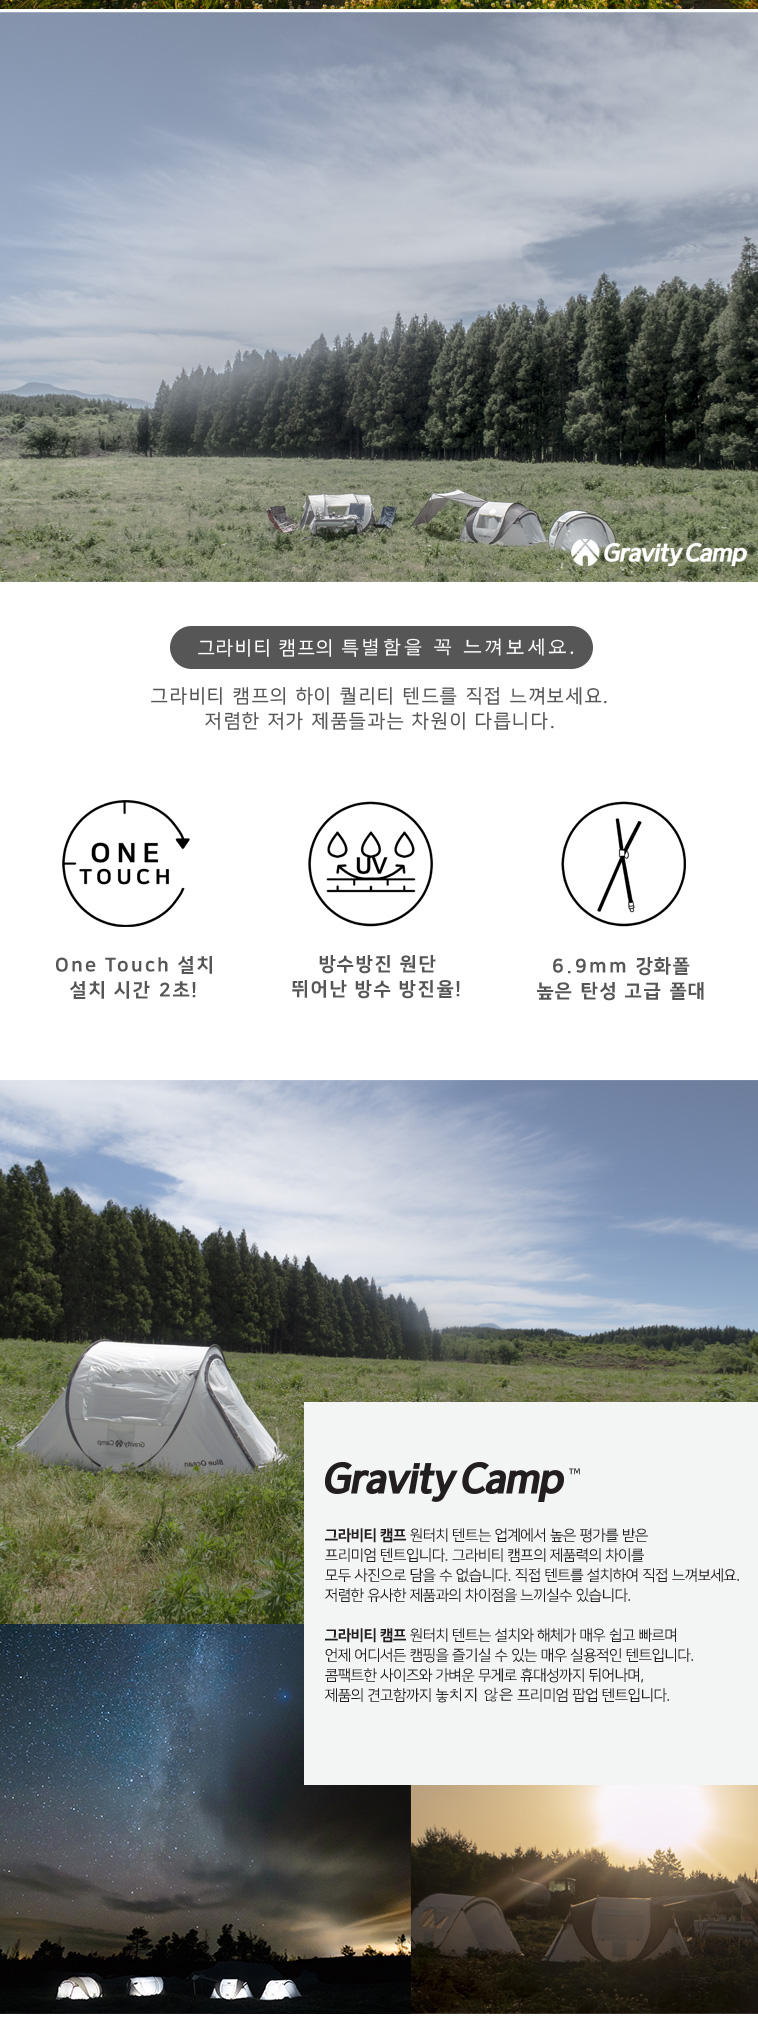 Gravity Camp
그라비티 캠프의 특별함을 꼭 느껴보세요.
그라비티 캠프의 하이 퀄리티 텐드를 직접 느껴보세요.
저렴한 저가 제품들과는 차원이 다릅니다.
ONE
TOUCH
UV
One Touch 설치
설치 시간 2초!
방수방진 원단
뛰어난 방수 방진율!
6.9mm 강화폴
높은 탄성 고급 폴대
Gravity Camp
Blue Ocean
Gravity Camp™
그라비티 캠프 원터치 텐트는 업계에서 높은 평가를 받은
프리미엄 텐트입니다. 그라비티 캠프의 제품력의 차이를
모두 사진으로 담을 수 없습니다. 직접 텐트를 설치하여 직접 느껴보세요.
저렴한 유사한 제품과의 차이점을 느끼실수 있습니다.
그라비티 캠프 원터치 텐트는 설치와 해체가 매우 쉽고 빠르며
언제 어디서든 캠핑을 즐기실 수 있는 매우 실용적인 텐트입니다.
콤팩트한 사이즈와 가벼운 무게로 휴대성까지 뛰어나며,
제품의 견고함까지 놓치지 않은 프리미엄 팝업 텐트입니다.